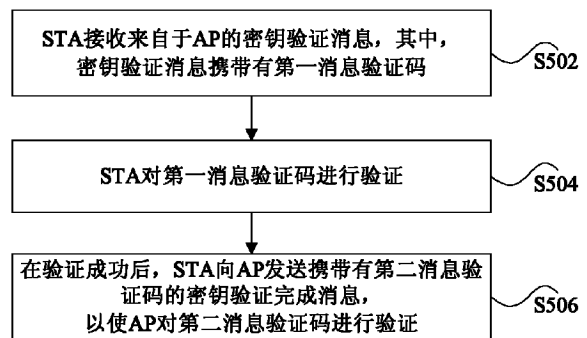 STA接收来自于AP的密钥验证消息，其中，
密钥验证消息携带有第一消息验证码
S502
STA对第一消息验证码进行验证
S504
在验证成功后，STA向AP发送携带有第二消息验
证码的密钥验证完成消息，
以使AP对第二消息验证码进行验证
S506